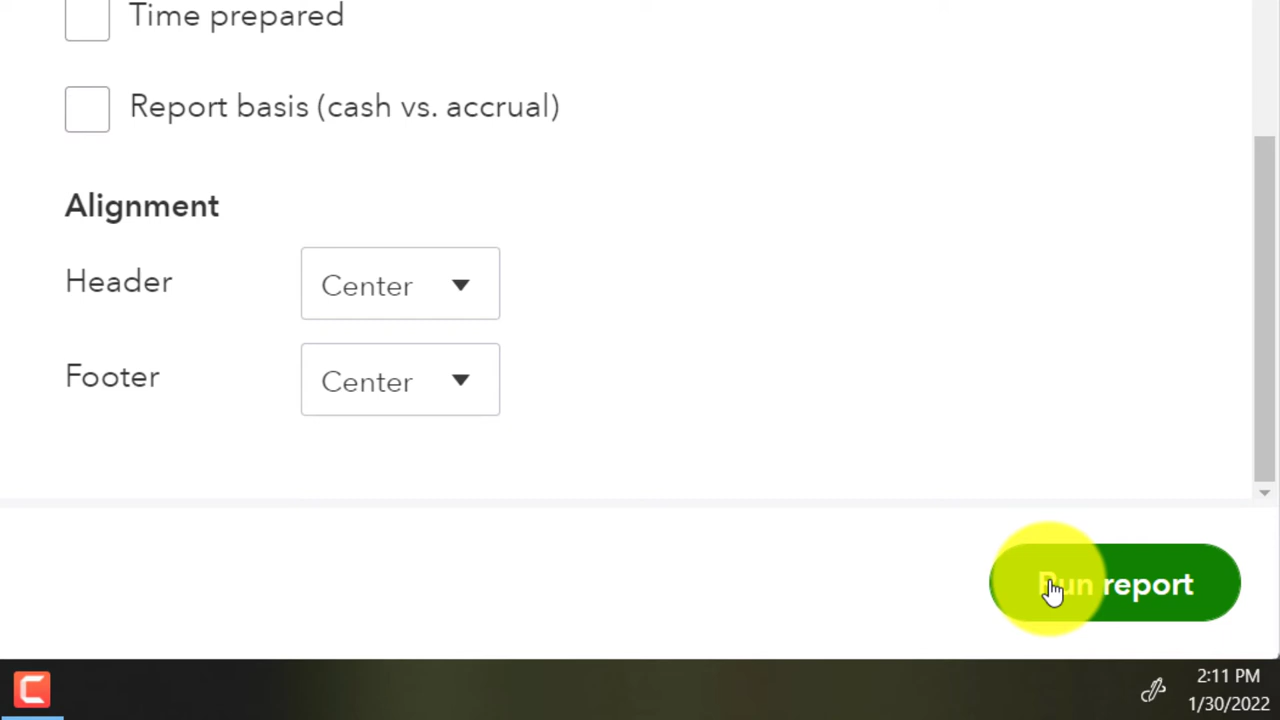 Time prepared
Report basis (cash vs. accrual)
Alignment
Header
Center
Footer
Center
Run report
2:11 PM
1/30/2022